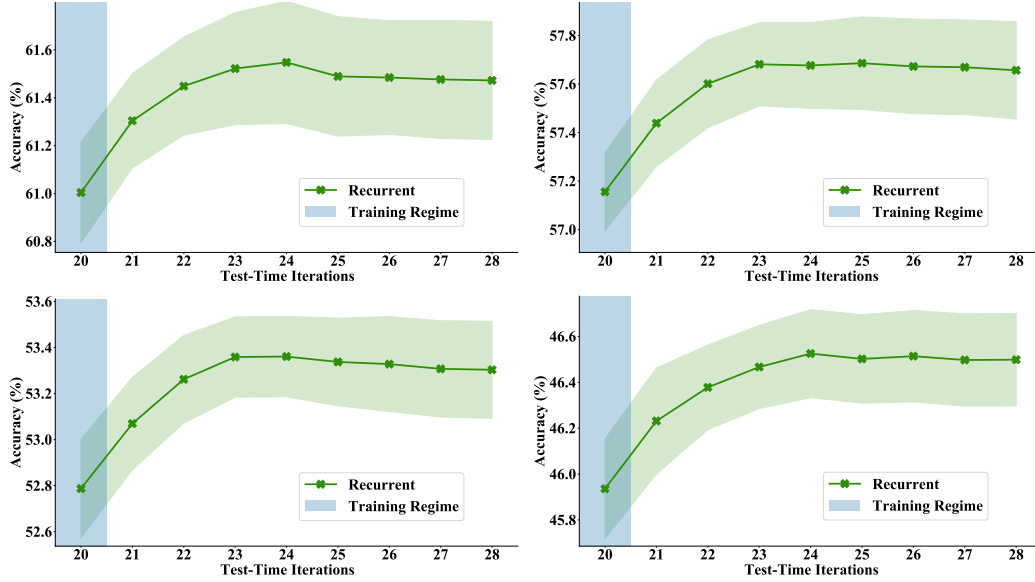 61.6
61.4
61.2
61.0
60.8
Accuracy (%)
20 21 22 23 24 25 26 27 28
Test-Time Iterations
Recurrent
Training Regime
57.8
57.6
57.4
57.2
57.0
Accuracy (%)
20 21 22 23 24 25 26 27 28
Test-Time Iterations
Recurrent
Training Regime
53.6
53.4
53.2
53.0
52.8
52.6
Accuracy (%)
20 21 22 23 24 25 26 27 28
Test-Time Iterations
Recurrent
Training Regime
46.6
46.4
46.2
46.0
45.8
Accuracy (%)
20 21 22 23 24 25 26 27 28
Test-Time Iterations
Recurrent
Training Regime